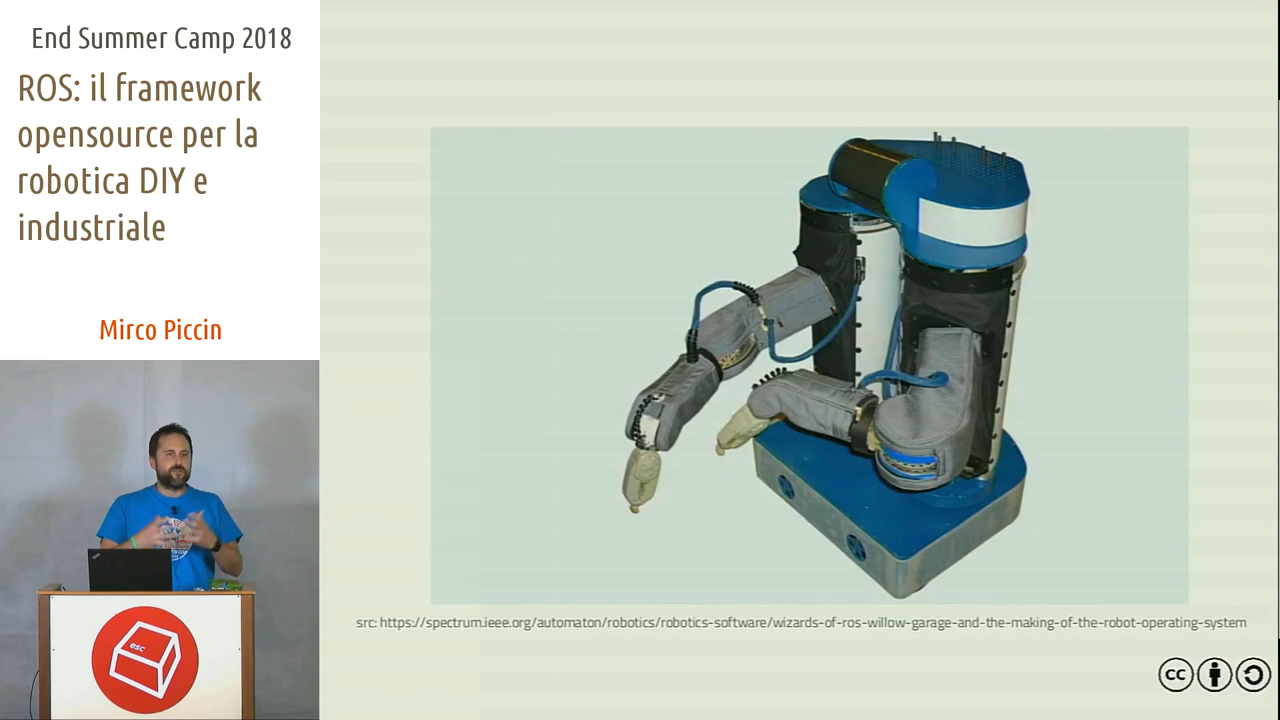 End Summer Camp 2018
ROS: il framework
opensource per la
robotica DIY e
industriale
Mirco Piccin
esc
src: https://spectrum.ieee.org/automaton/robotics/robotics-software/wizards-of-ros-willow-garage-and-the-making-of-the-robot-operating-system
cc